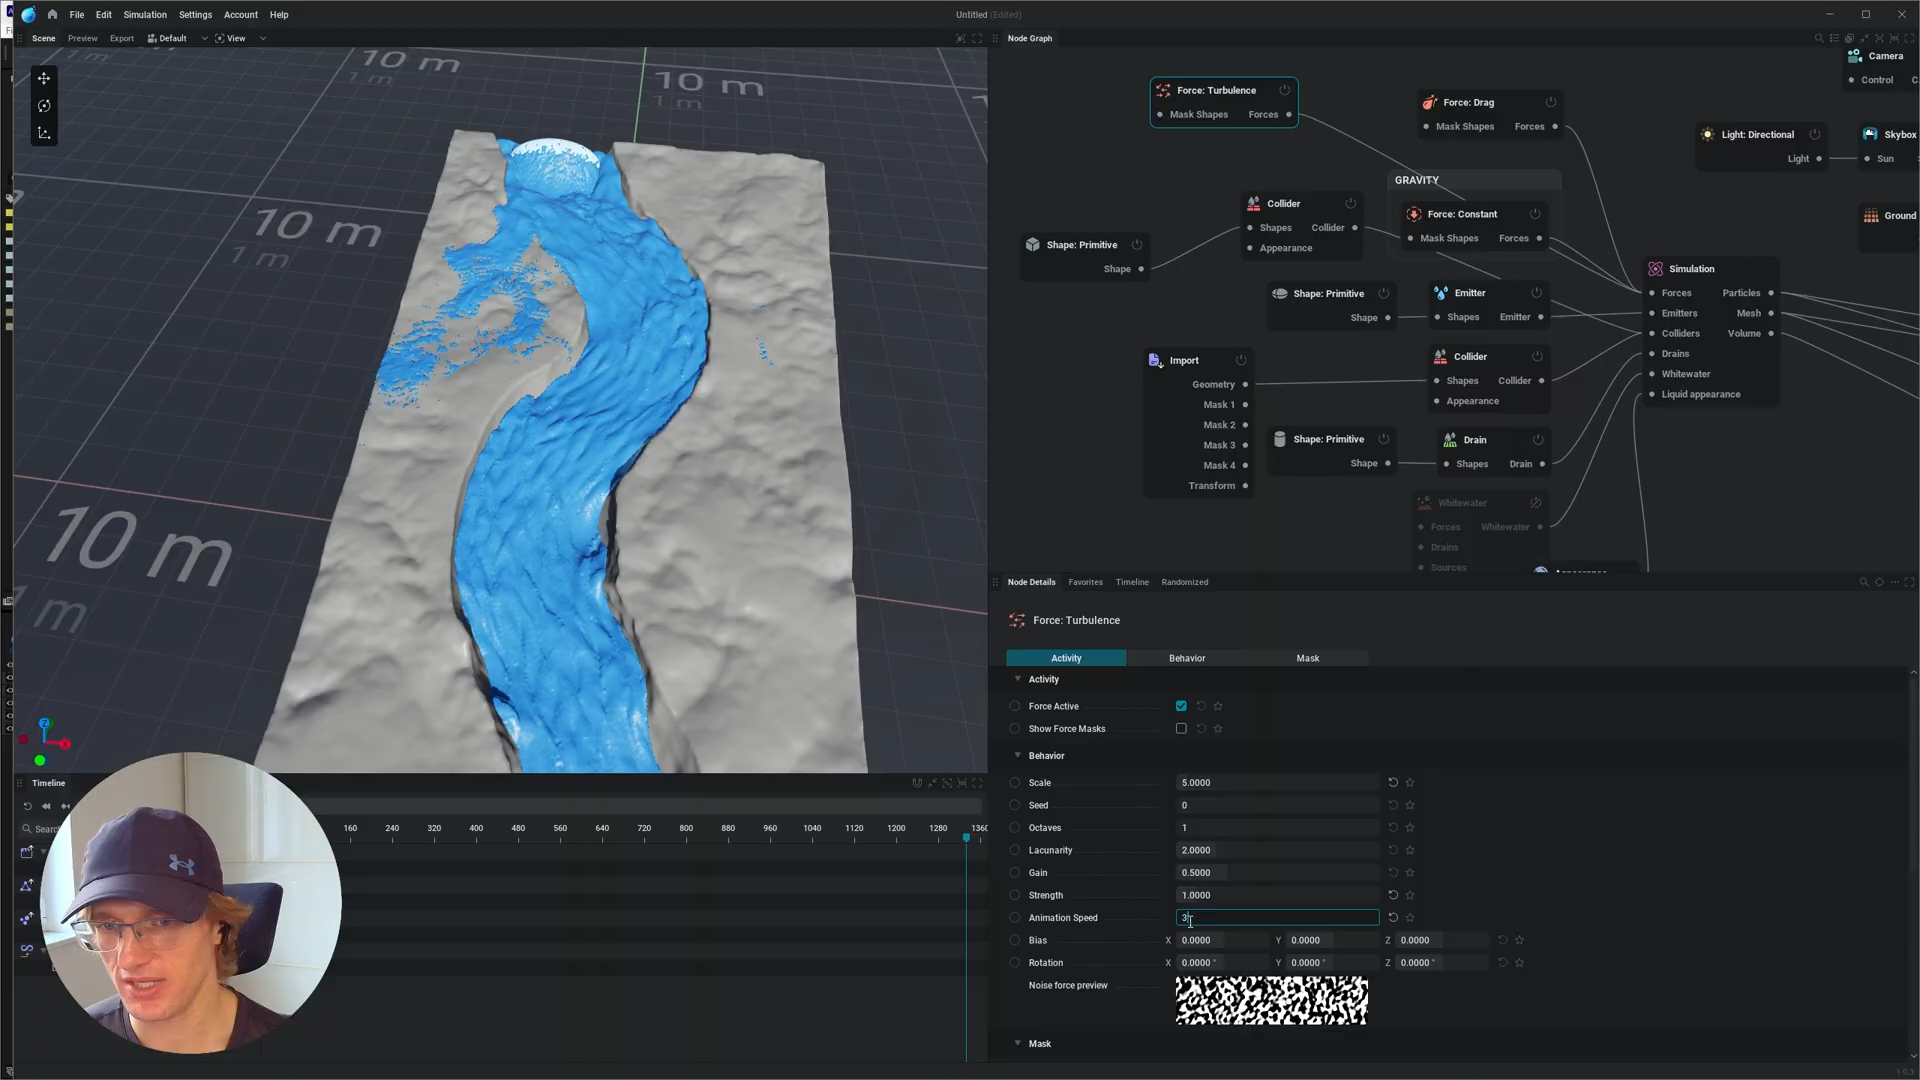 File Edit Simulation Settings Account Help
Untitled (Edited)
Scene Preview Export Default View
Node Graph
10 m
1 m
10 m
1 m
10 m
1 m
10 m
1 m
Force: Turbulence
Mask Shapes Forces
Force: Drag
Mask Shapes Forces
Camera
Control
Light: Directional
Light
Skybox
Sun
GRAVITY
Force: Constant
Mask Shapes Forces
Collider
Shapes Collider
Appearance
Shape: Primitive
Shape
Ground
Simulation
Forces Particles
Emitters Mesh
Colliders Volume
Drains
Whitewater
Liquid appearance
Shape: Primitive
Shape
Emitter
Shapes Emitter
Import
Geometry
Mask 1
Mask 2
Mask 3
Mask 4
Transform
Collider
Shapes Collider
Appearance
Shape: Primitive
Shape
Drain
Shapes Drain
Whitewater
Forces Whitewater
Drains
Sources
Node Details Favorites Timeline Randomized
Force: Turbulence
Activity Behavior Mask
Activity
Force Active
Show Force Masks
Behavior
Scale 5.0000
Seed 0
Octaves 1
Lacunarity 2.0000
Gain 0.5000
Strength 1.0000
Animation Speed 3
Bias X 0.0000 Y 0.0000 Z 0.0000
Rotation X 0.0000 ° Y 0.0000 ° Z 0.0000 °
Noise force preview
Mask
Timeline
160 240 320 400 480 560 640 720 800 880 960 1040 1120 1200 1280 1360